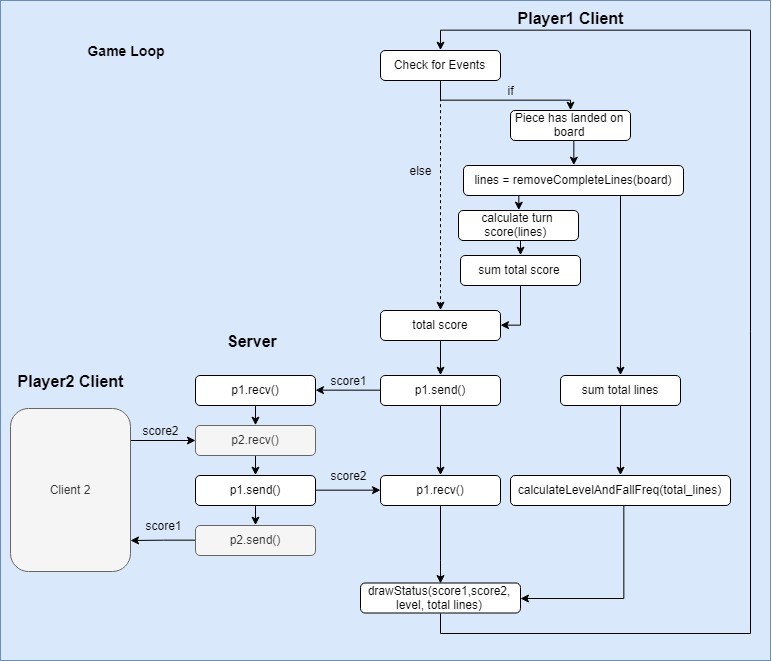 Player1 Client
Game Loop
Check for Events
if
Piece has landed on
board
else
lines = removeCompleteLines(board)
calculate turn
score(lines)
sum total score
total score
Server
Player2 Client
p1.recv()
score1
p1.send()
sum total lines
score2
p2.recv()
Client 2
p1.send()
score2
p1.recv()
calculateLevelAndFallFreq(total_lines)
score1
p2.send()
drawStatus(score1,score2,
level, total lines)